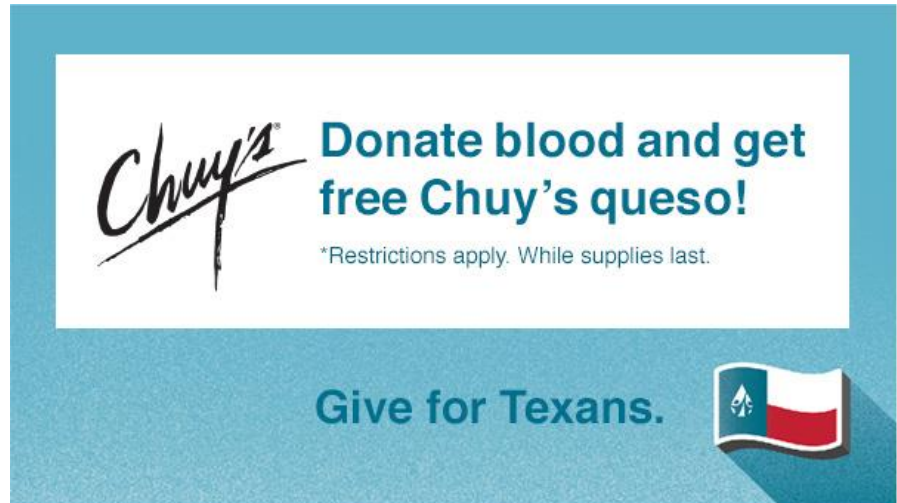 Chuy's®
Donate blood and get
free Chuy’s queso!
*Restrictions apply. While supplies last.
Give for Texans.